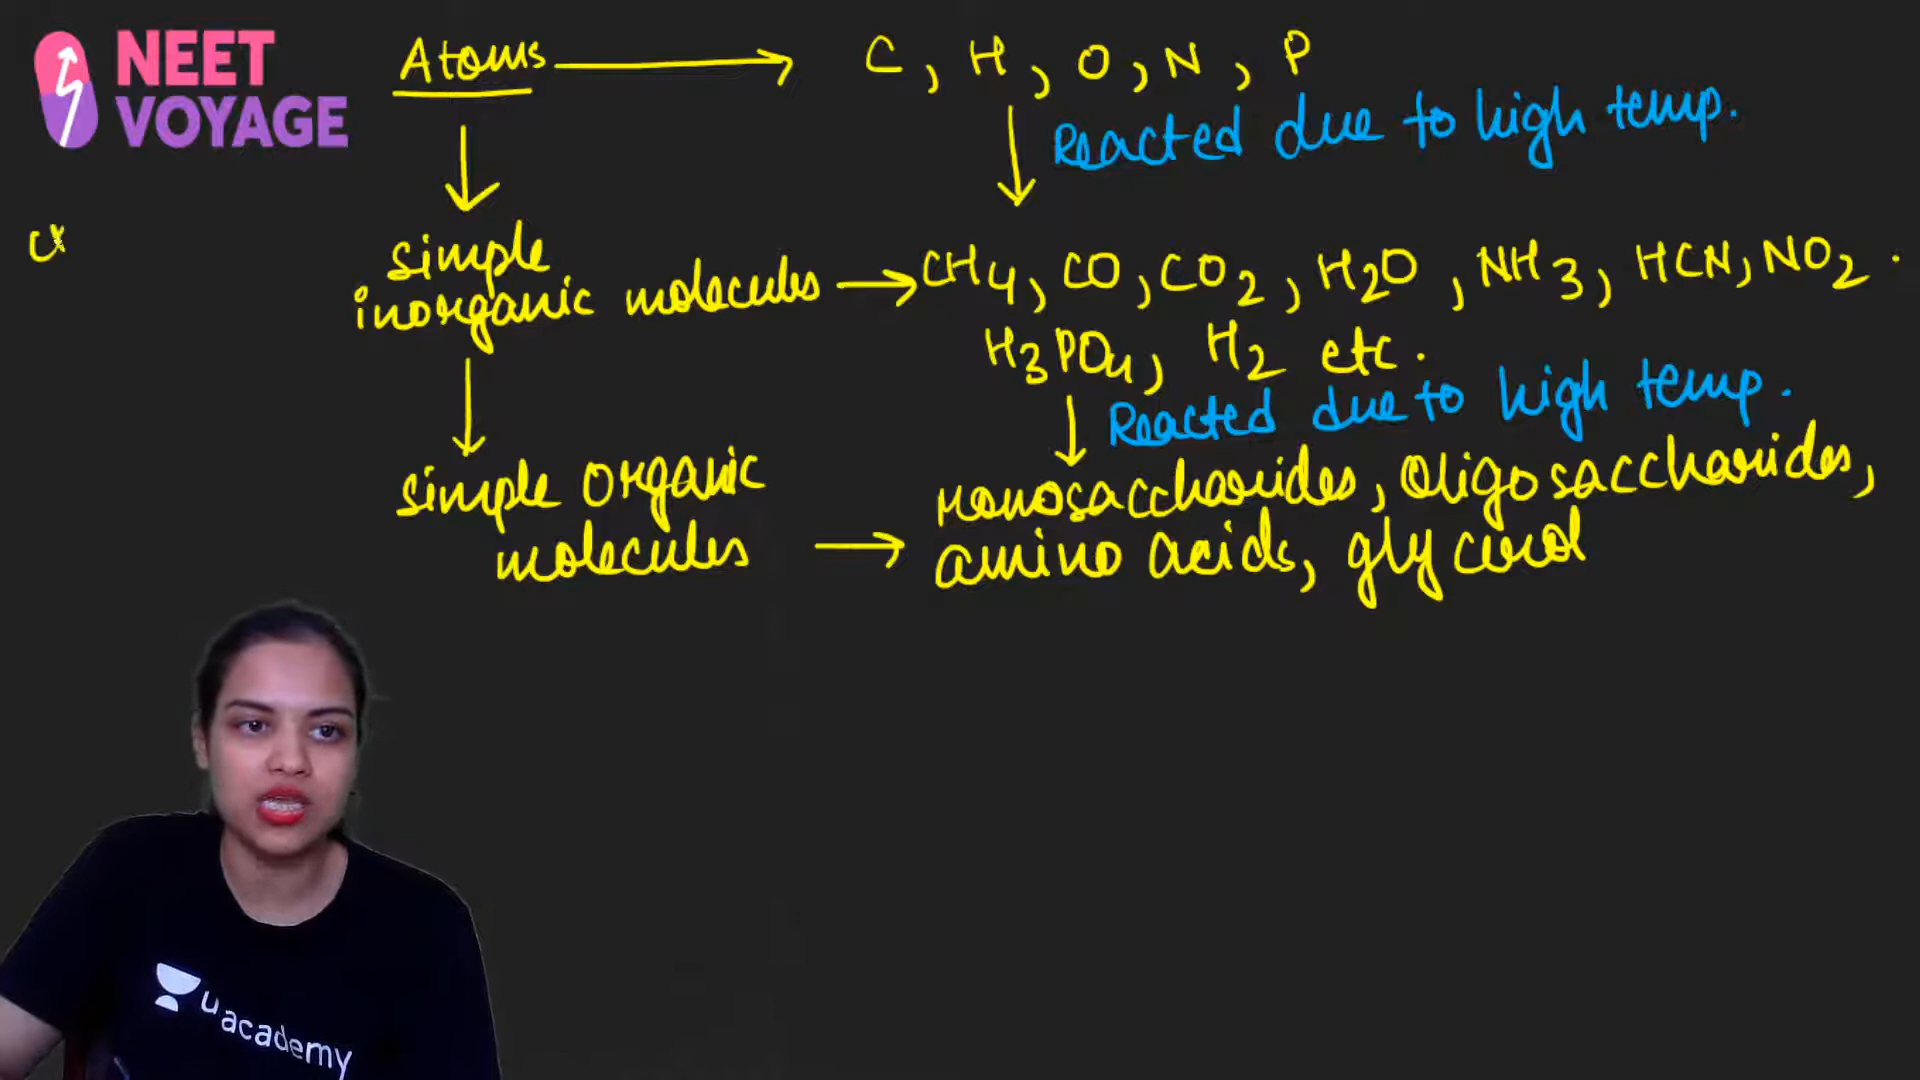 NEET
VOYAGE
Atoms → C, H, O, N, P
Reacted due to high temp.
simple
inorganic molecules → CH4, CO, CO2, H2O, NH3, HCN, NO2.
H3PO4, H2 etc.
Reacted due to high temp.
simple organic
molecules → Monosaccharides, Oligosaccharides,
amino acids, glycerol
unacademy